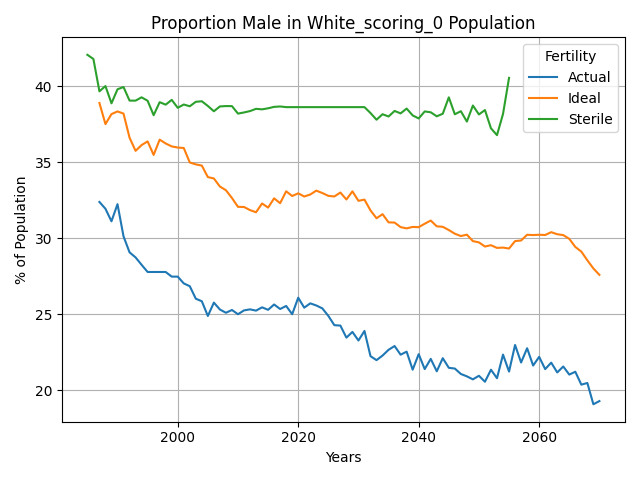 Proportion Male in White_scoring_0 Population
% of Population
40
35
30
25
20
Fertility
Actual
Ideal
Sterile
2000
2020
2040
2060
Years